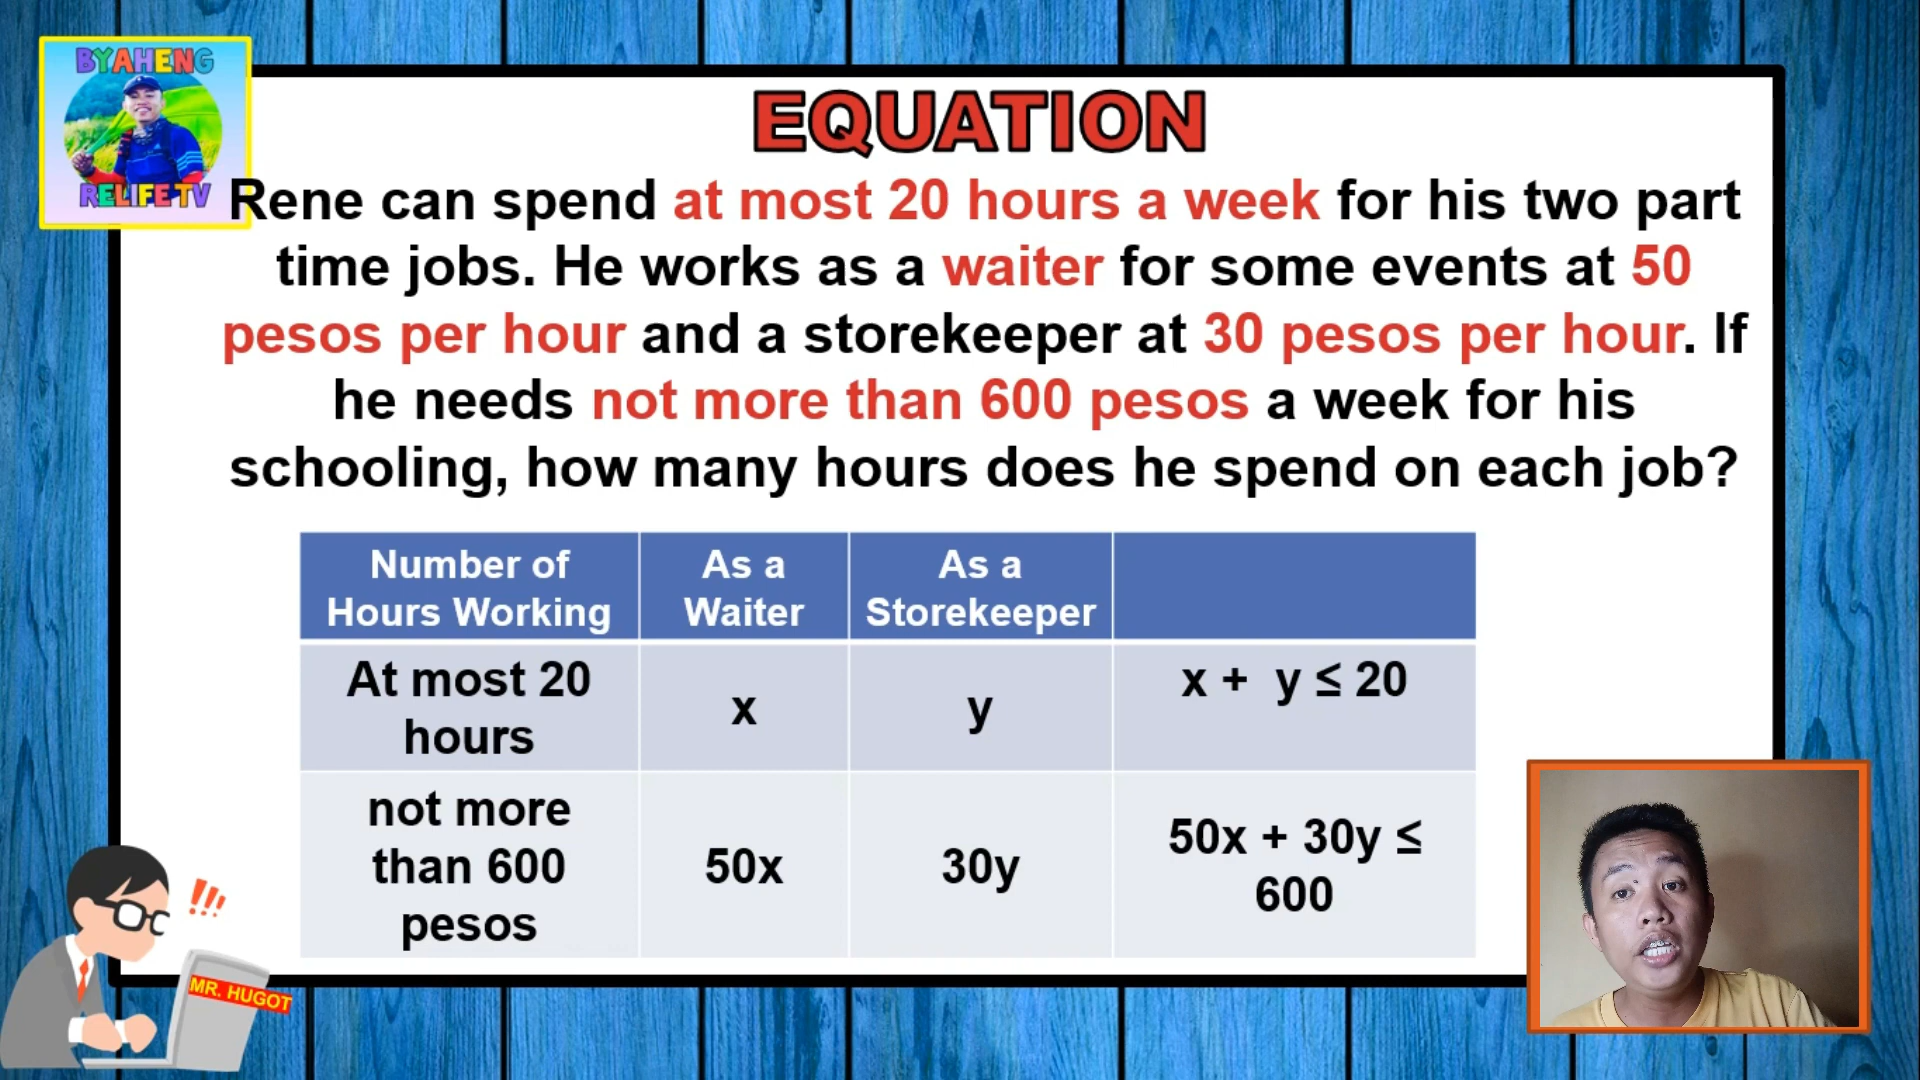 BYAHENG
RELIFE TV
EQUATION
Rene can spend at most 20 hours a week for his two part
time jobs. He works as a waiter for some events at 50
pesos per hour and a storekeeper at 30 pesos per hour. If
he needs not more than 600 pesos a week for his
schooling, how many hours does he spend on each job?
Number of
Hours Working
As a
Waiter
As a
Storekeeper
At most 20
hours
x
y
x + y ≤ 20
not more
than 600
pesos
50x
30y
50x + 30y ≤
600
!!!
MR. HUGOT